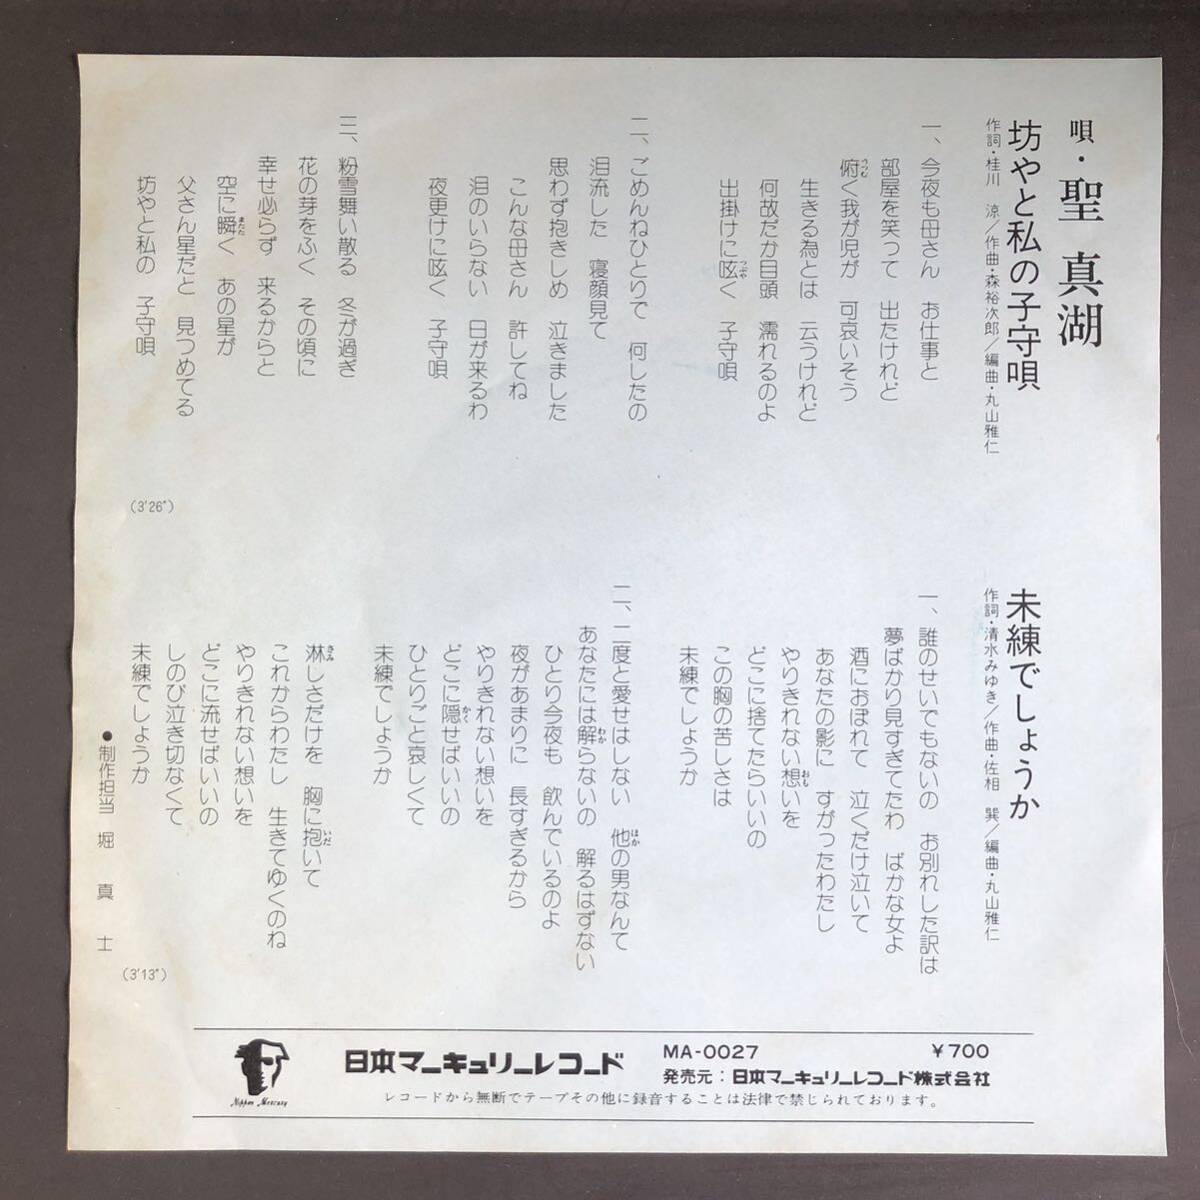 唄・聖 真湖
坊やと私の子守唄
作詞・桂川 涼／作曲・森裕次郎／編曲・丸山雅仁
一、今夜も母さん お仕事と
部屋を笑って 出たけれど
俯く我が児が 可哀いそう
うつむ
生きる為とは 云うけれど
何故だか目頭 濡れるのよ
出掛けに呟く 子守唄
つぶや
二、ごめんねひとりで 何したの
泪流した 寝顔見て
思わず抱きしめ 泣きました
こんな母さん 許してね
泪のいらない 日が来るわ
夜更けに呟く 子守唄
三、粉雪舞い散る 冬が過ぎ
花の芽をふく その頃に
幸せ必らず 来るからと
空に瞬く あの星が
またた
父さん星だと 見つめてる
坊やと私の 子守唄
(3'26")
未練でしょうか
作詞・清水みゆき／作曲・佐相 巽／編曲・丸山雅仁
一、誰のせいでもないの お別れした訳は
夢ばかり見すぎてたわ ばかな女よ
酒におぼれて 泣くだけ泣いて
あなたの影に すがったわたし
やりきれない想いを
おも
どこに捨てたらいいの
この胸の苦しさは
未練でしょうか
二、二度と愛せはしない 他の男なんて
ほか
あなたには解らないの 解るはずない
わか
ひとり今夜も 飲んでいるのよ
夜があまりに 長すぎるから
やりきれない想いを
どこに隠せばいいの
かく
ひとりごと哀しくて
未練でしょうか
淋しさだけを 胸に抱いて
さみ いだ
これからわたし 生きてゆくのね
やりきれない想いを
どこに流せばいいの
しのび泣き切なくて
未練でしょうか
(3'13")
●制作担当 堀 真 士
Nippon Mercury
日本マーキュリーレコード
MA-0027 ￥700
発売元：日本マーキュリーレコード株式会社
レコードから無断でテープその他に録音することは法律で禁じられております。